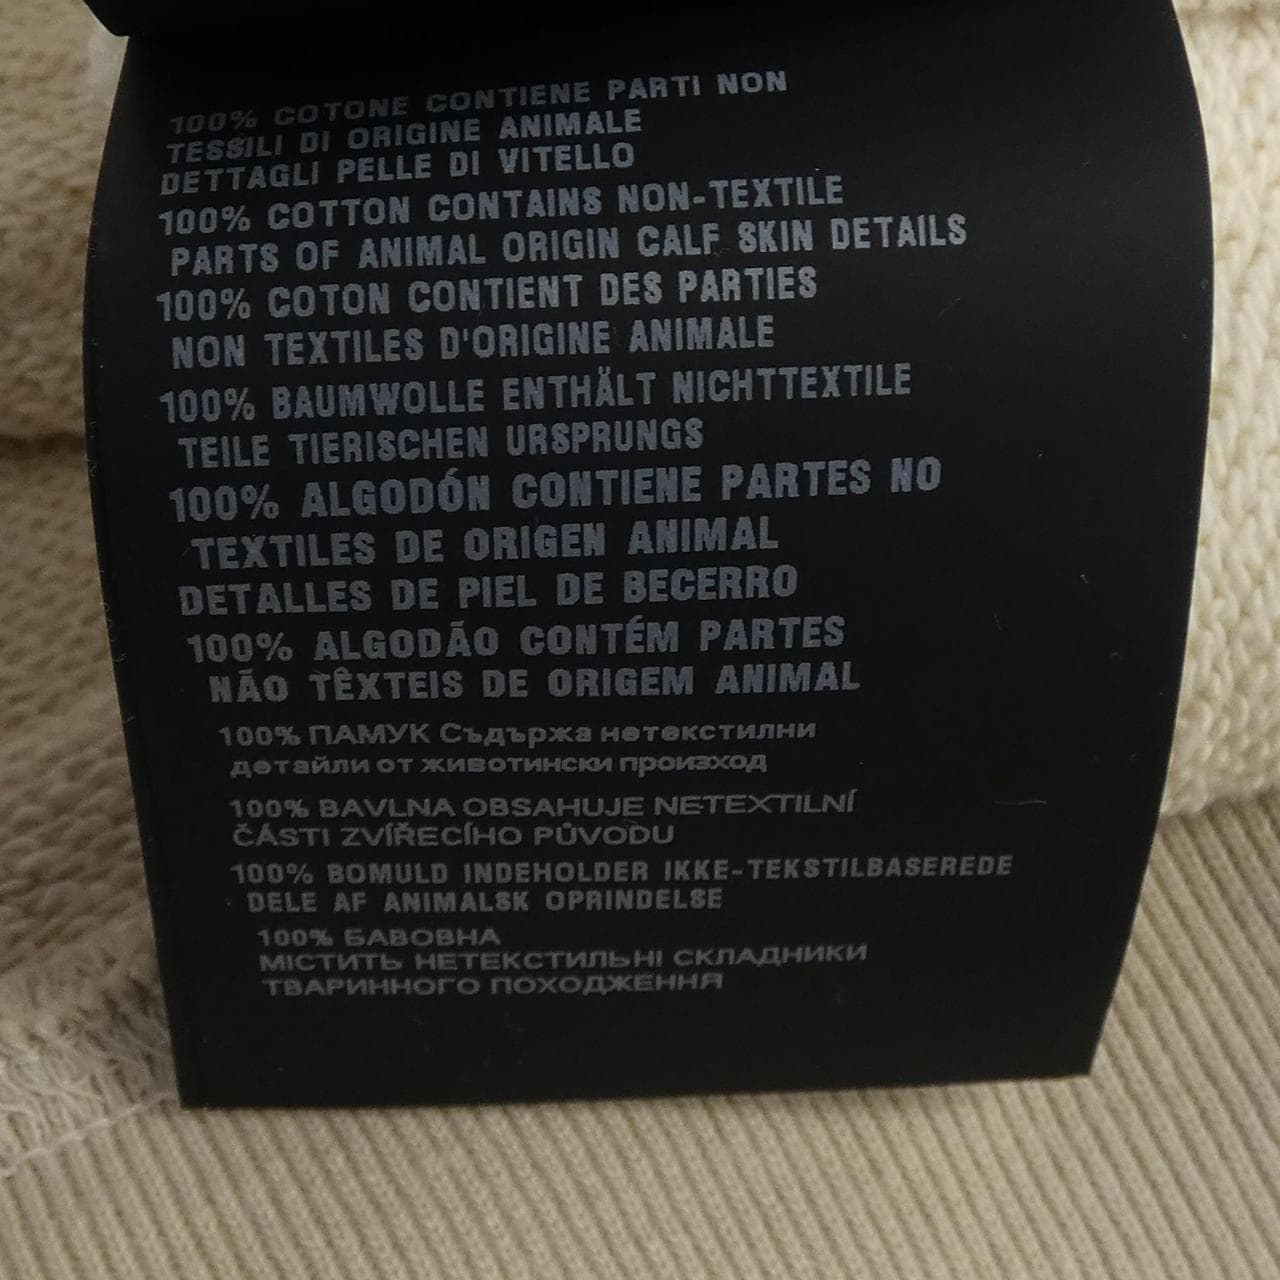 100% COTONE CONTIENE PARTI NON
TESSILI DI ORIGINE ANIMALE
DETTAGLI PELLE DI VITELLO
100% COTTON CONTAINS NON-TEXTILE
PARTS OF ANIMAL ORIGIN CALF SKIN DETAILS
100% COTON CONTIENT DES PARTIES
NON TEXTILES D'ORIGINE ANIMALE
100% BAUMWOLLE ENTHÄLT NICHTTEXTILE
TEILE TIERISCHEN URSPRUNGS
100% ALGODÓN CONTIENE PARTES NO
TEXTILES DE ORIGEN ANIMAL
DETALLES DE PIEL DE BECERRO
100% ALGODÃO CONTÉM PARTES
NÃO TÊXTEIS DE ORIGEM ANIMAL
100% ПАМУК Съдържа нетекстилни
детайли от животински произход
100% BAVLNA OBSAHUJE NETEXTILNÍ
ČÁSTI ZVÍŘECÍHO PŮVODU
100% BOMULD INDEHOLDER IKKE-TEKSTILBASEREDE
DELE AF ANIMALSK OPRINDELSE
100% БАВОВНА
МІСТИТЬ НЕТЕКСТИЛЬНІ СКЛАДНИКИ
ТВАРИННОГО ПОХОДЖЕННЯ